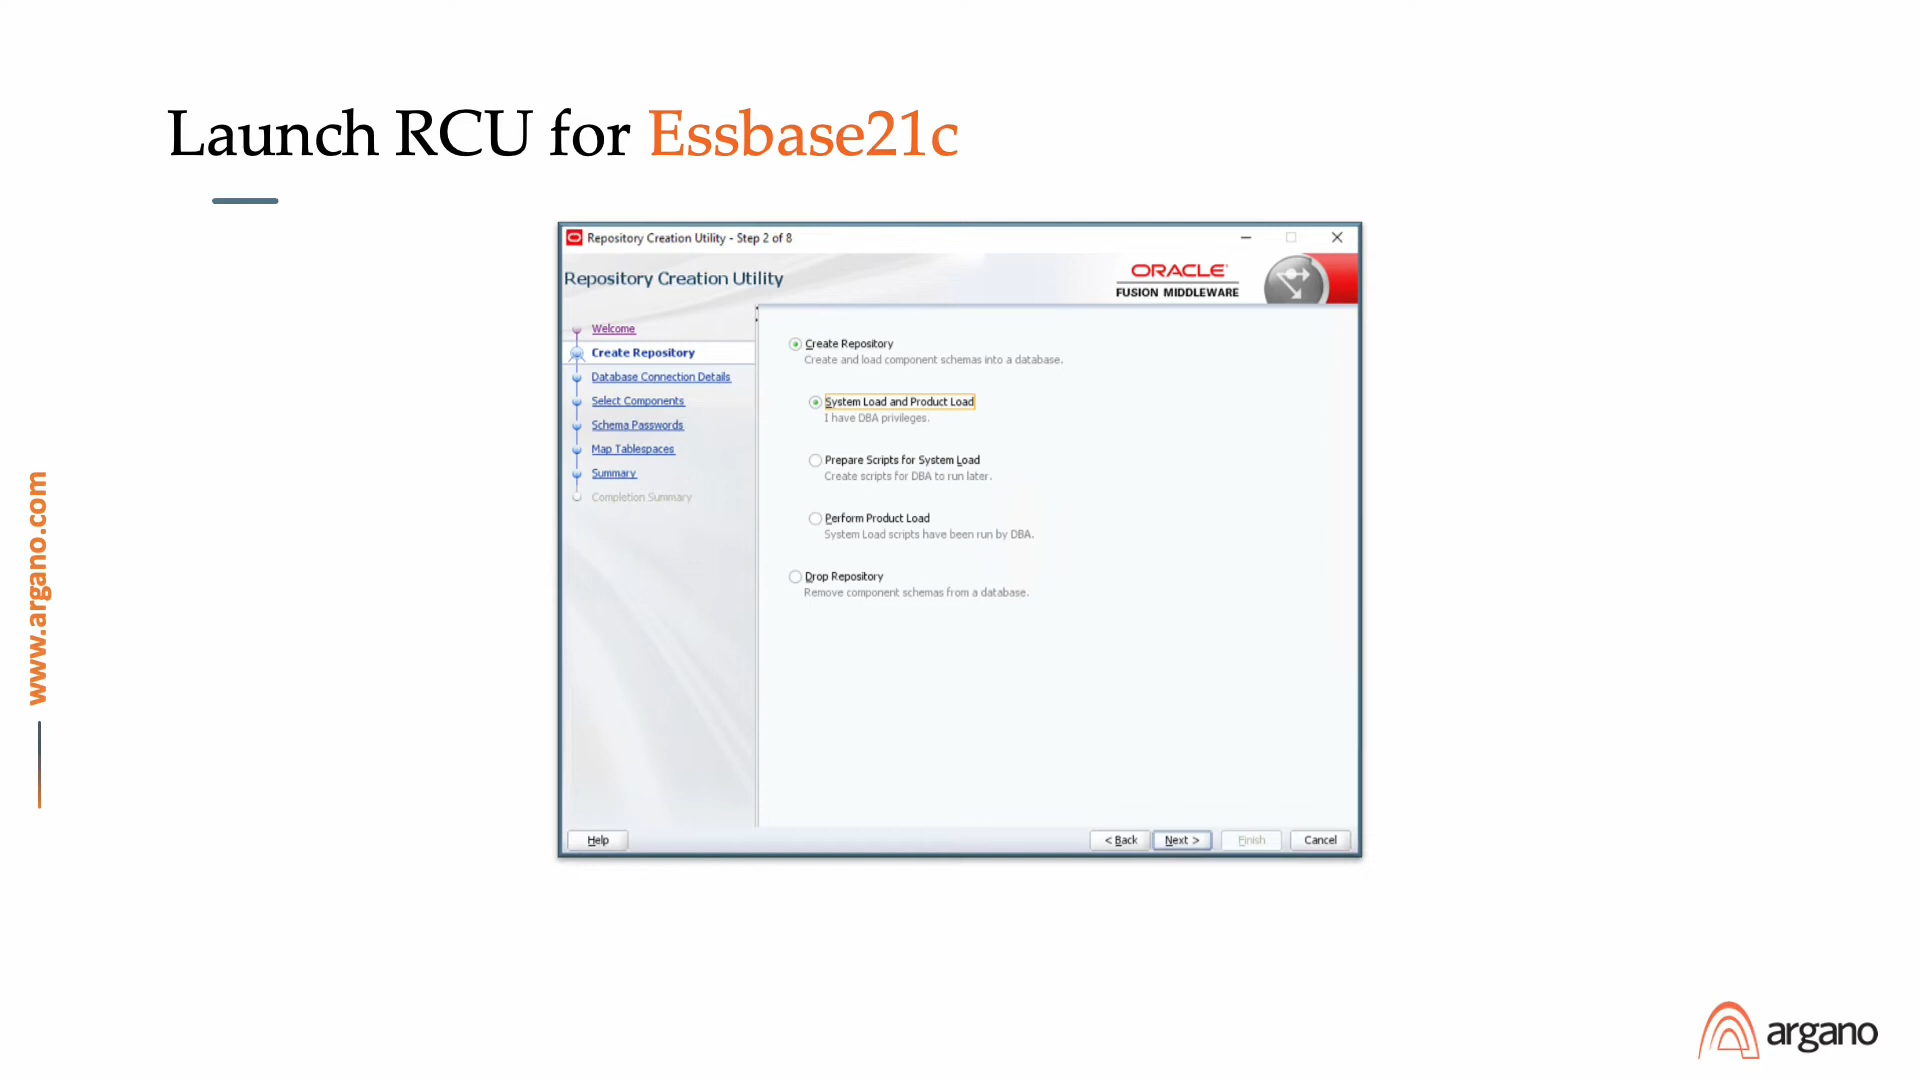 Launch RCU for Essbase21c
Repository Creation Utility - Step 2 of 8
Repository Creation Utility
ORACLE
FUSION MIDDLEWARE
Welcome
Create Repository
Database Connection Details
Select Components
Schema Passwords
Map Tablespaces
Summary
Completion Summary
Create Repository
Create and load component schemas into a database.
System Load and Product Load
I have DBA privileges.
Prepare Scripts for System Load
Create scripts for DBA to run later.
Perform Product Load
System Load scripts have been run by DBA.
Drop Repository
Remove component schemas from a database.
Help
< Back
Next >
Finish
Cancel
www.argano.com
argano